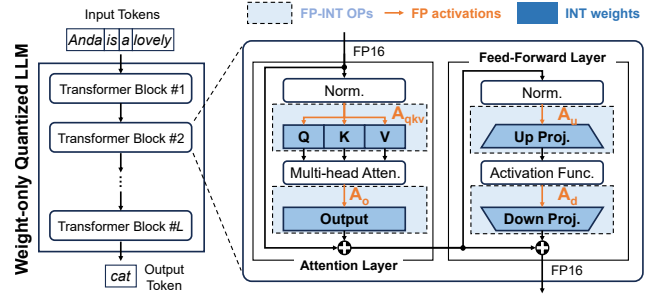 Input Tokens
Anda is a lovely
Weight-only Quantized LLM
Transformer Block #1
Transformer Block #2
Transformer Block #L
cat
Output
Token
FP-INT OPs
FP activations
INT weights
FP16
Norm.
A_qkv
Q K V
Multi-head Atten.
A_o
Output
Attention Layer
Feed-Forward Layer
Norm.
A_u
Up Proj.
Activation Func.
A_d
Down Proj.
FP16